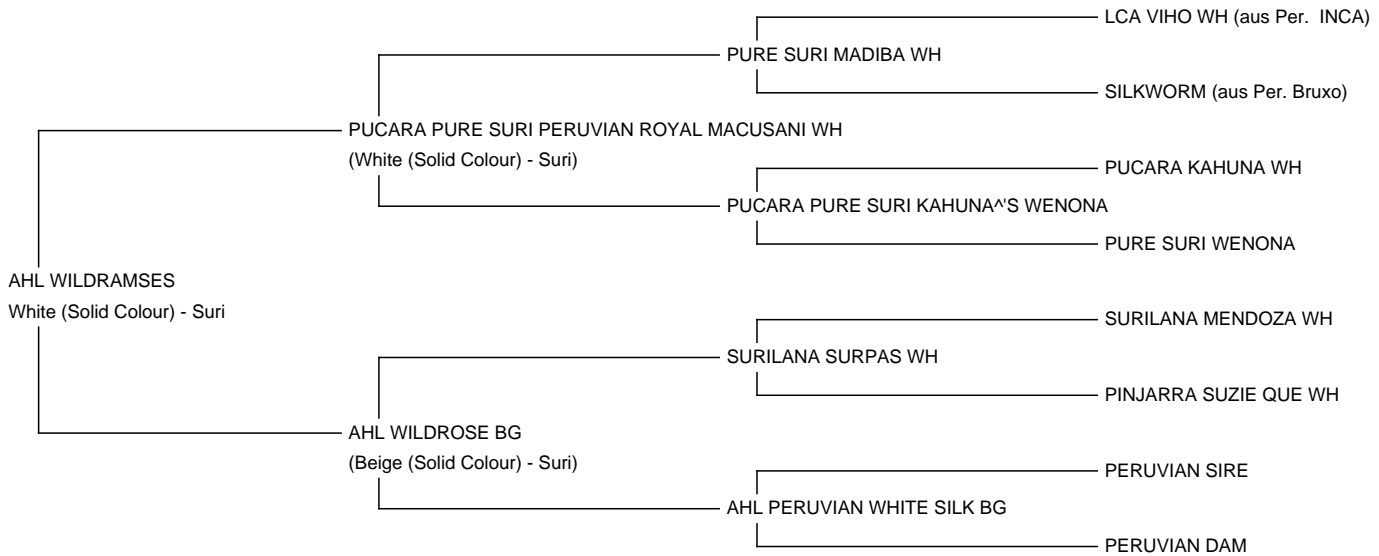 LCA VIHO WH (aus Per.  INCA)
PURE SURI MADIBA WH
SILKWORM (aus Per. Bruxo)
PUCARA PURE SURI PERUVIAN ROYAL MACUSANI WH
(White (Solid Colour) - Suri)
PUCARA KAHUNA WH
PUCARA PURE SURI KAHUNA^'S WENONA
PURE SURI WENONA
AHL WILDRAMSES
White (Solid Colour) - Suri
SURILANA MENDOZA WH
SURILANA SURPAS WH
PINJARRA SUZIE QUE WH
AHL WILDROSE BG
(Beige (Solid Colour) - Suri)
PERUVIAN SIRE
AHL PERUVIAN WHITE SILK BG
PERUVIAN DAM